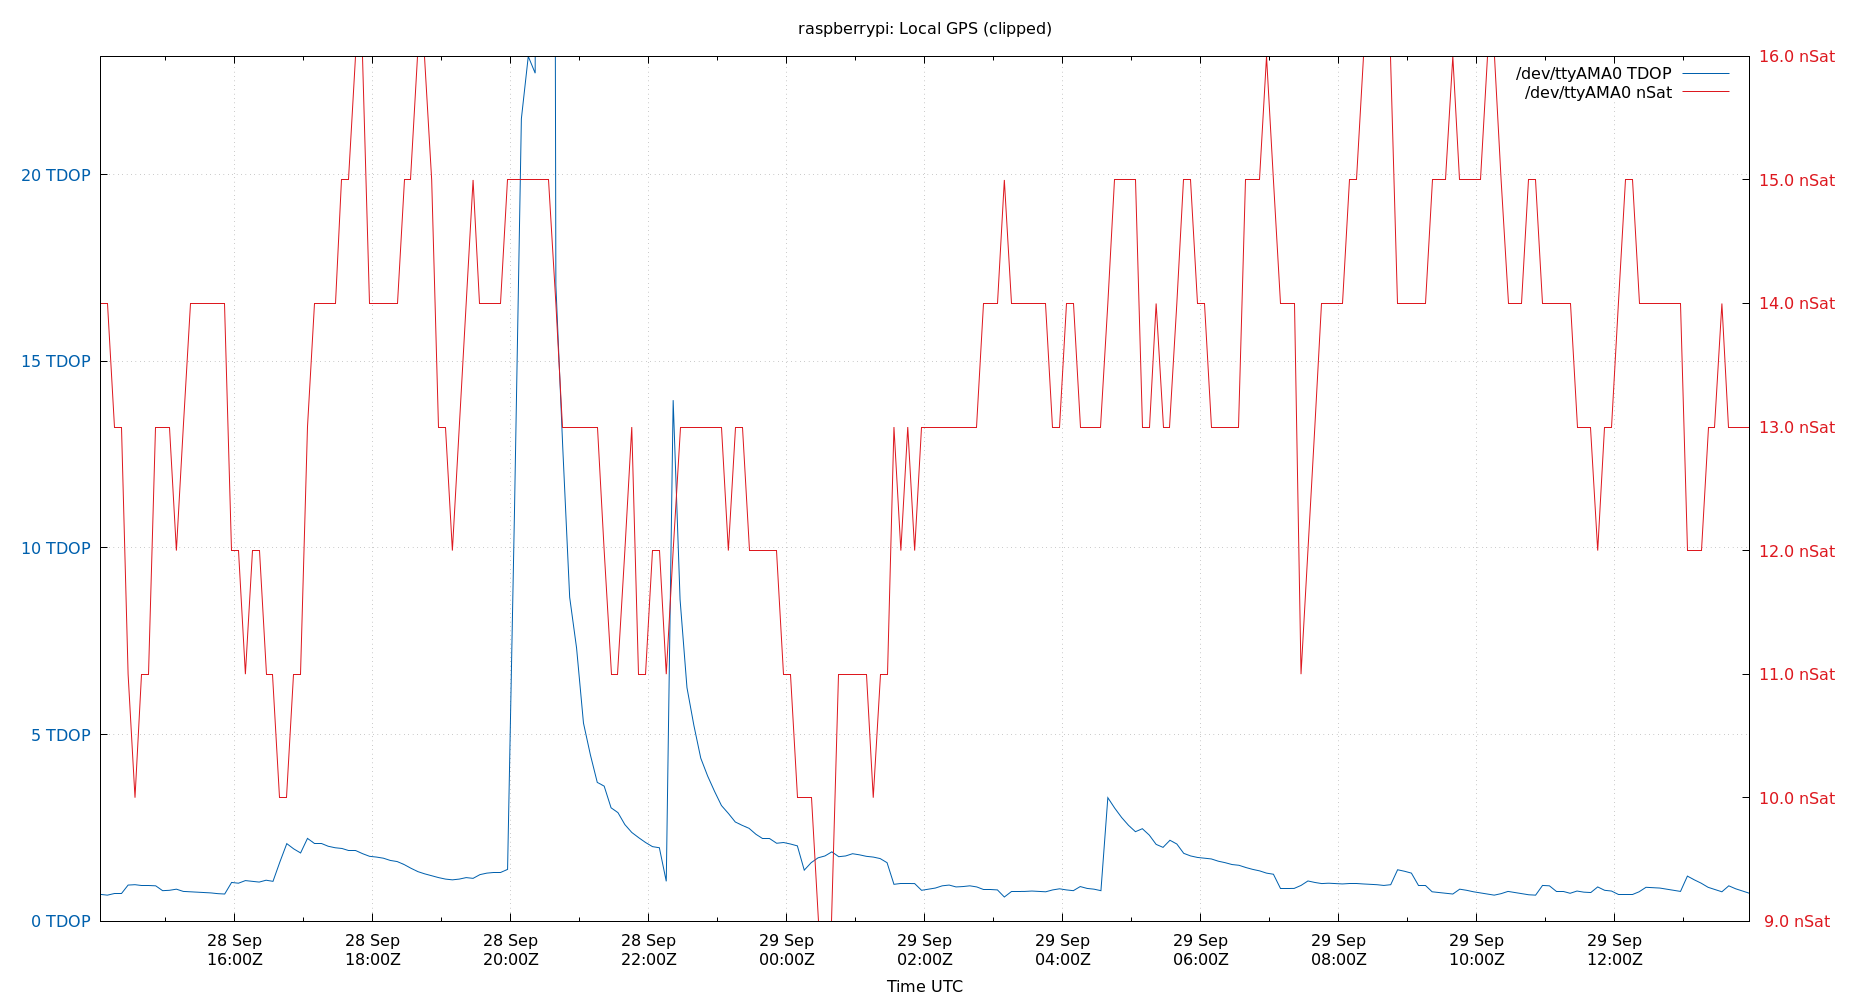 raspberrypi: Local GPS (clipped)
/dev/ttyAMA0 TDOP
/dev/ttyAMA0 nSat
20 TDOP
15 TDOP
10 TDOP
5 TDOP
0 TDOP
16.0 nSat
15.0 nSat
14.0 nSat
13.0 nSat
12.0 nSat
11.0 nSat
10.0 nSat
9.0 nSat
28 Sep
16:00Z
28 Sep
18:00Z
28 Sep
20:00Z
28 Sep
22:00Z
29 Sep
00:00Z
29 Sep
02:00Z
29 Sep
04:00Z
29 Sep
06:00Z
29 Sep
08:00Z
29 Sep
10:00Z
29 Sep
12:00Z
Time UTC